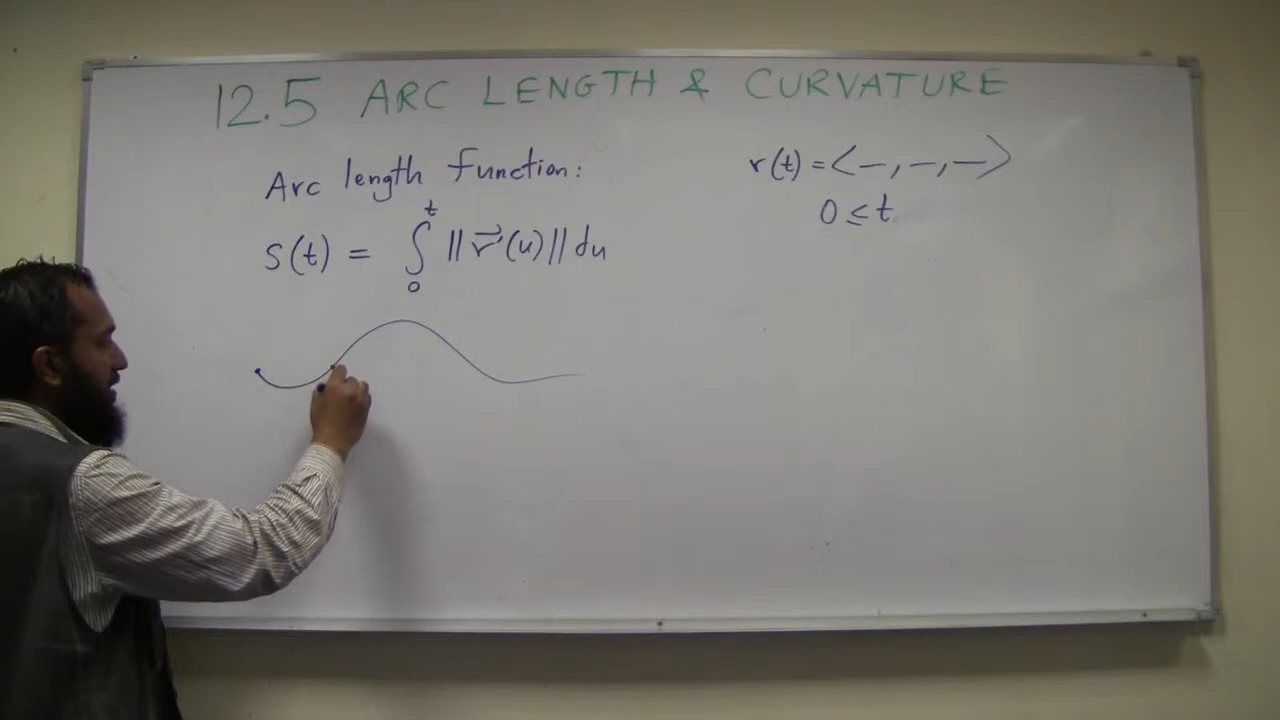 12.5 ARC LENGTH & CURVATURE
Arc length function:
s(t) = ∫₀ᵗ ||r⃗'(u)|| du
r(t) = <—, —, —>
0 ≤ t